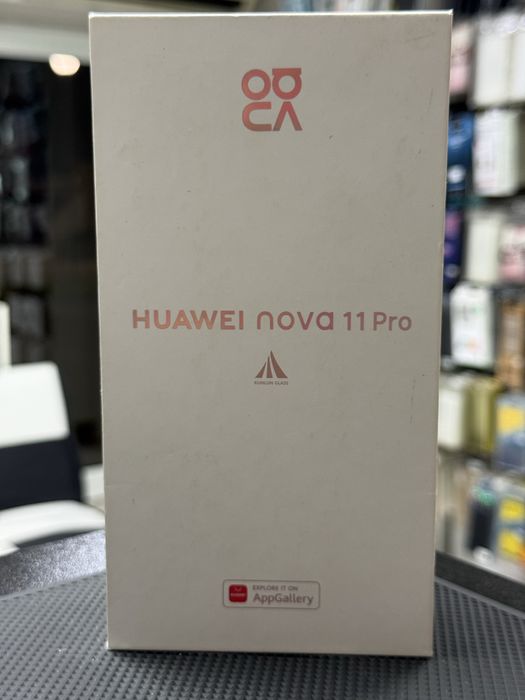 HUAWEI nova 11 Pro
KUNLUN GLASS
EXPLORE IT ON
AppGallery